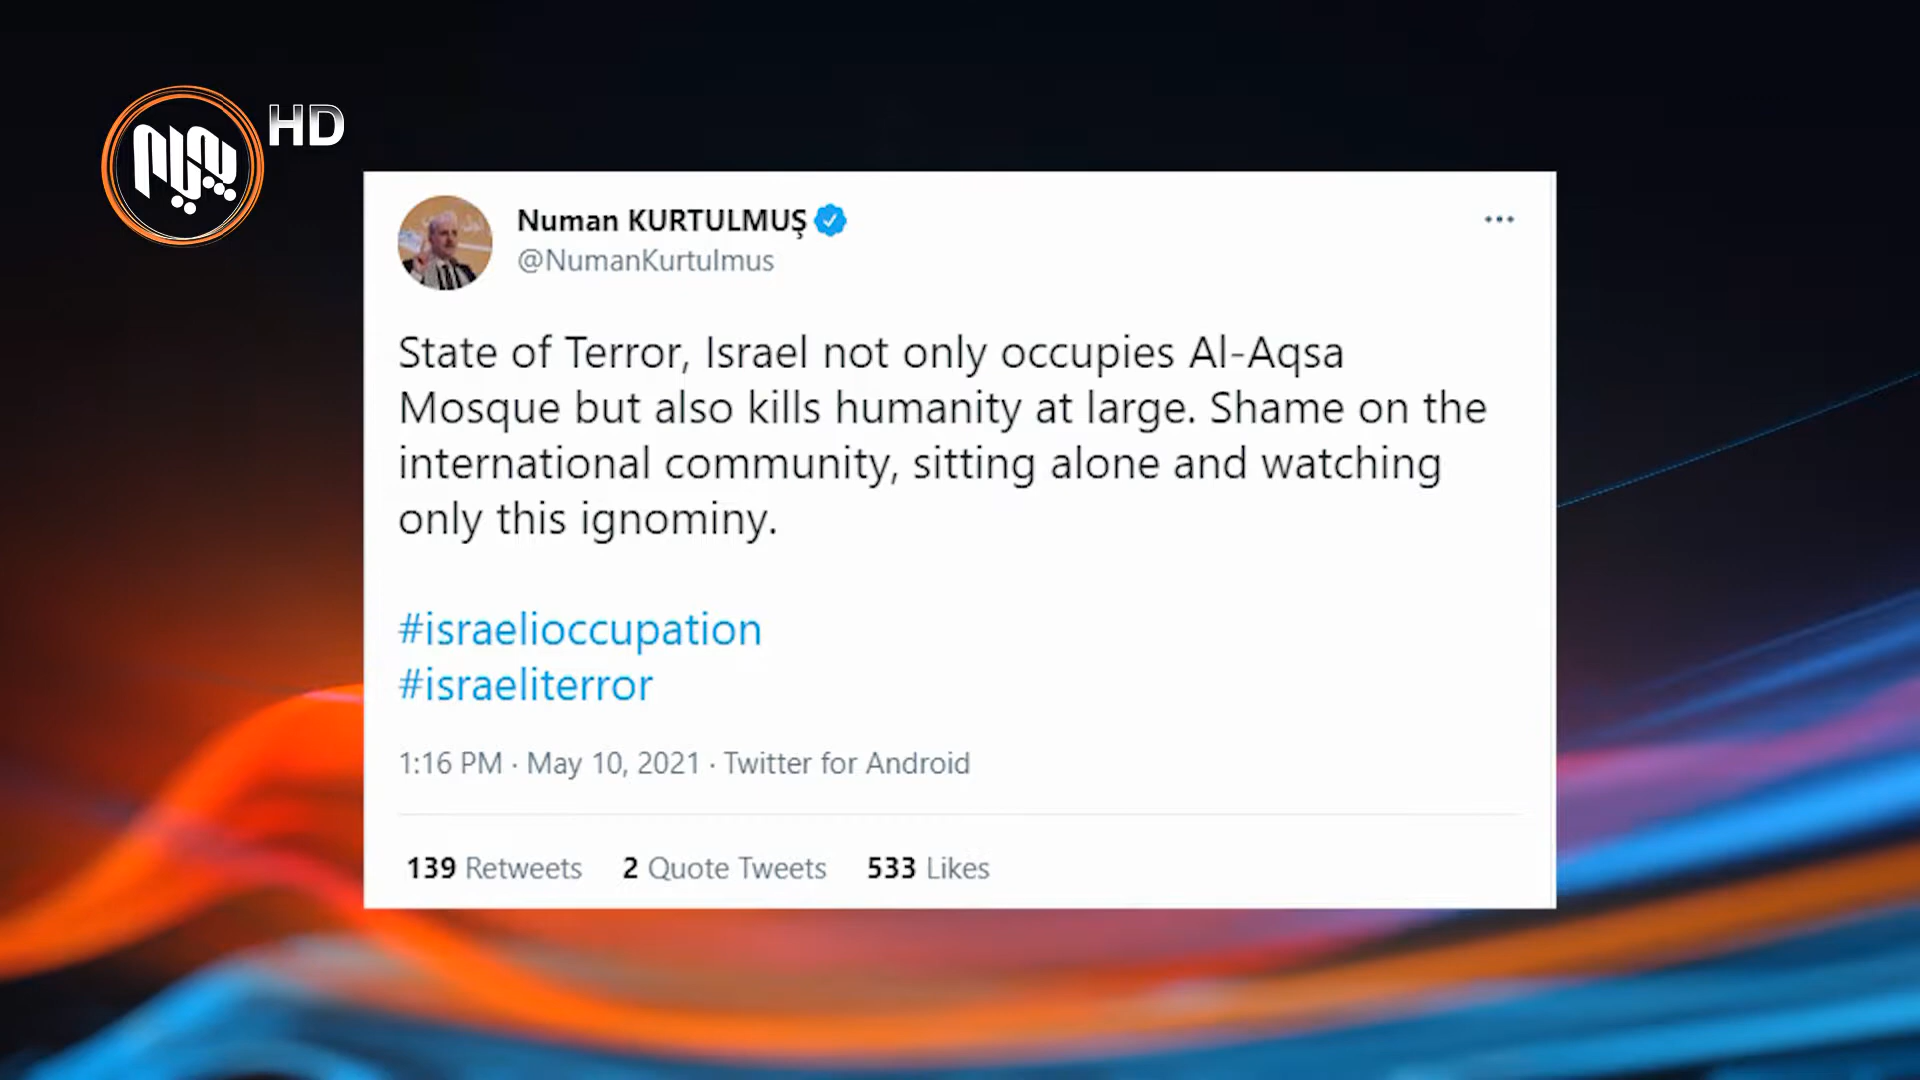 HD
Numan KURTULMUŞ
@NumanKurtulmus
State of Terror, Israel not only occupies Al-Aqsa
Mosque but also kills humanity at large. Shame on the
international community, sitting alone and watching
only this ignominy.
#israelioccupation
#israeliterror
1:16 PM · May 10, 2021 · Twitter for Android
139 Retweets 2 Quote Tweets 533 Likes